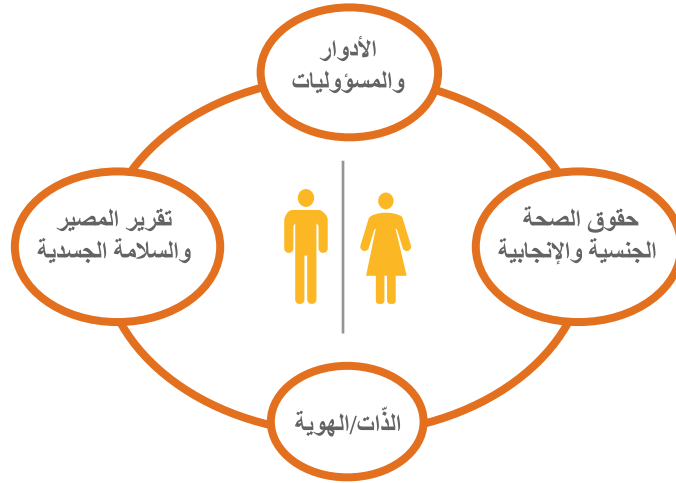 الأدوار
والمسؤوليات
حقوق الصحة
الجنسية والإنجابية
تقرير المصير
والسلامة الجسدية
الذّات/الهوية